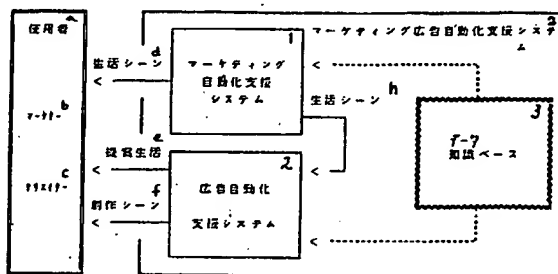 a
使用者
b
マーケター
c
クリエイター
d
生活シーン
e
提言生活
f
創作シーン
1
マーケティング
自動化支援
システム
2
広告自動化
支援システム
h
生活シーン
g
マーケティング広告自動化支援システ
ム
3
データ
知識ベース